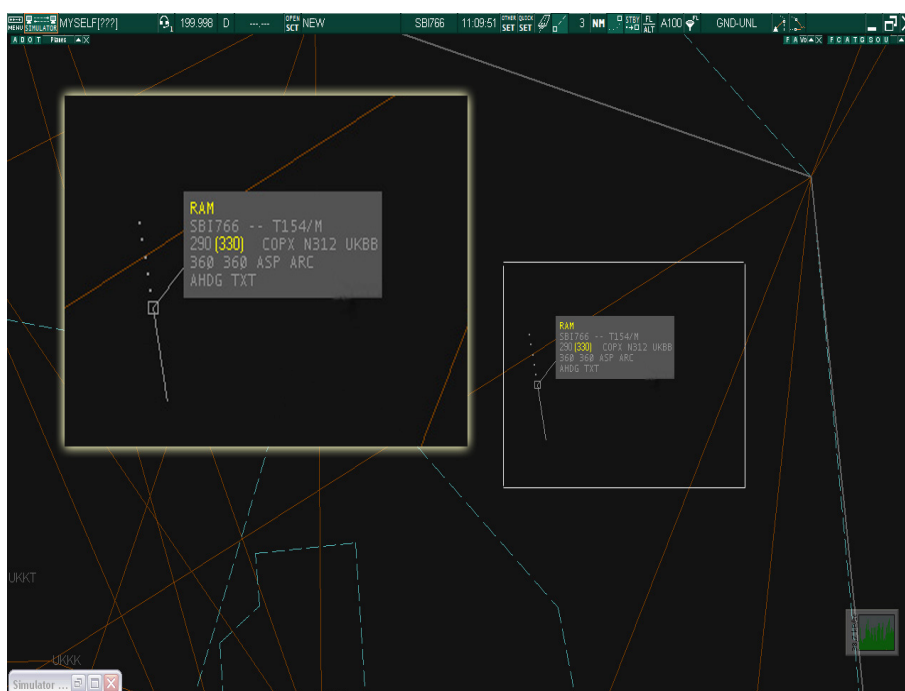 MENU SIMULATOR MYSELF[???] 1 199.998 D ---.--- OPEN SCT NEW SBI766 11:09:51 OTHER SET QUICK SET 3 NM STBY FL ALT A100 GND-UNL
A D O T Plans F A F C A T G S O U
RAM
SBI766 -- T154/M
290(330) COPX N312 UKBB
360 360 ASP ARC
AHDG TXT
RAM
SBI766 -- T154/M
290(330) COPX N312 UKBB
360 360 ASP ARC
AHDG TXT
UKKT
UKKK
Simulator ...